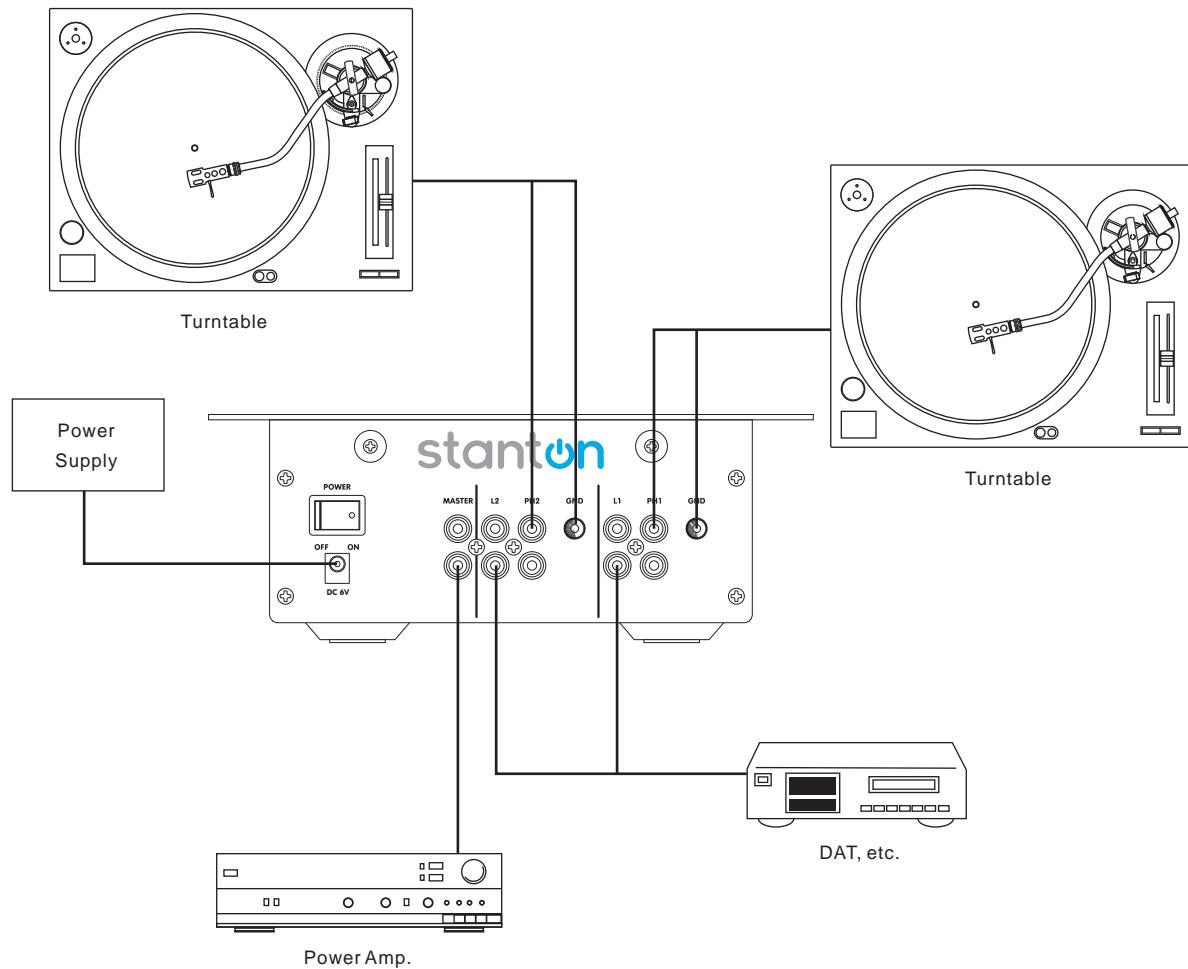 Turntable
Turntable
Power
Supply
stanton
POWER
OFF ON
DC 6V
MASTER L2 PH2 GND L1 PH1 GND
DAT, etc.
Power Amp.